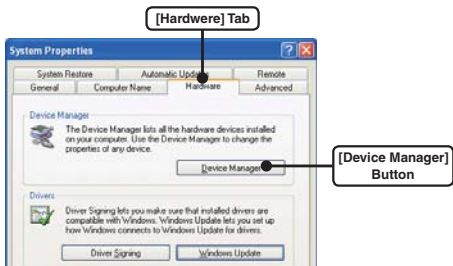 [Hardwere] Tab
System Properties
System Restore Automatic Updates Remote
General Computer Name Hardware Advanced
Device Manager
The Device Manager lists all the hardware devices installed
on your computer. Use the Device Manager to change the
properties of any device.
Device Manager
[Device Manager]
Button
Drivers
Driver Signing lets you make sure that installed drivers are
compatible with Windows. Windows Update lets you set up
how Windows connects to Windows Update for drivers.
Driver Signing Windows Update